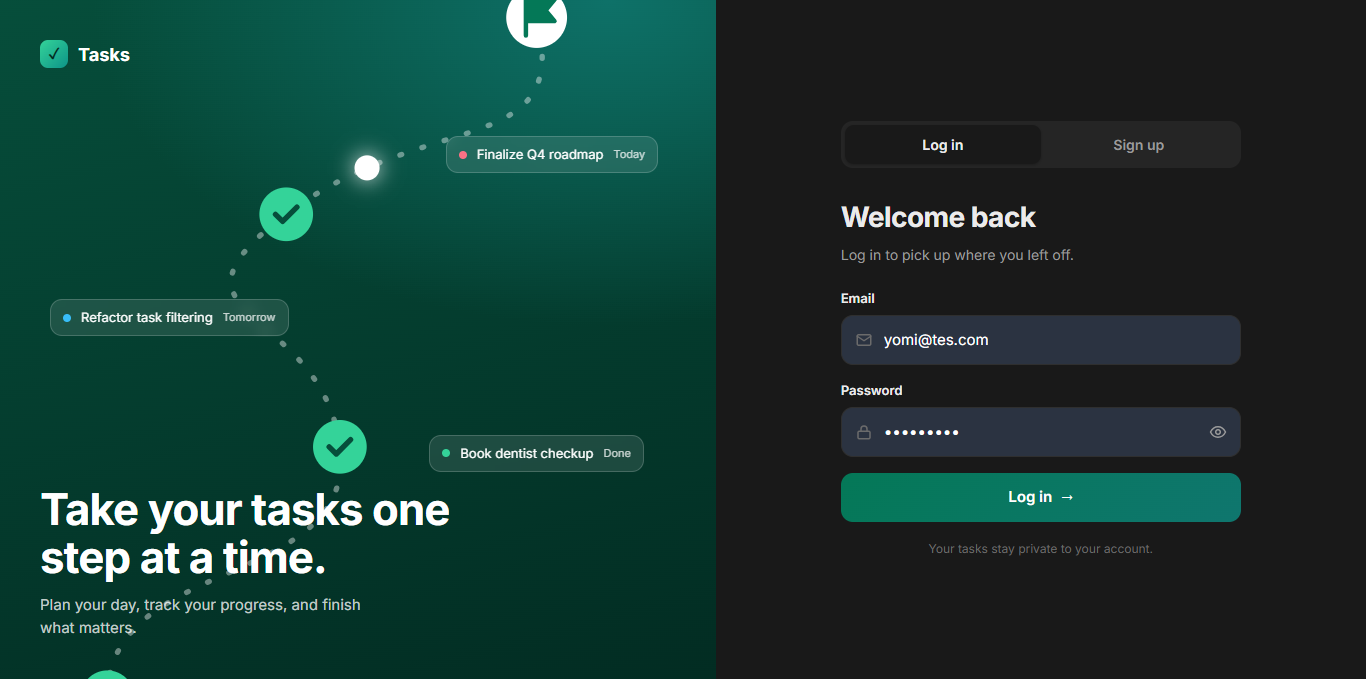 Tasks
Finalize Q4 roadmap Today
Refactor task filtering Tomorrow
Book dentist checkup Done
Take your tasks one
step at a time.
Plan your day, track your progress, and finish
what matters.
Log in
Sign up
Welcome back
Log in to pick up where you left off.
Email
yomi@tes.com
Password
•••••••••
Log in →
Your tasks stay private to your account.